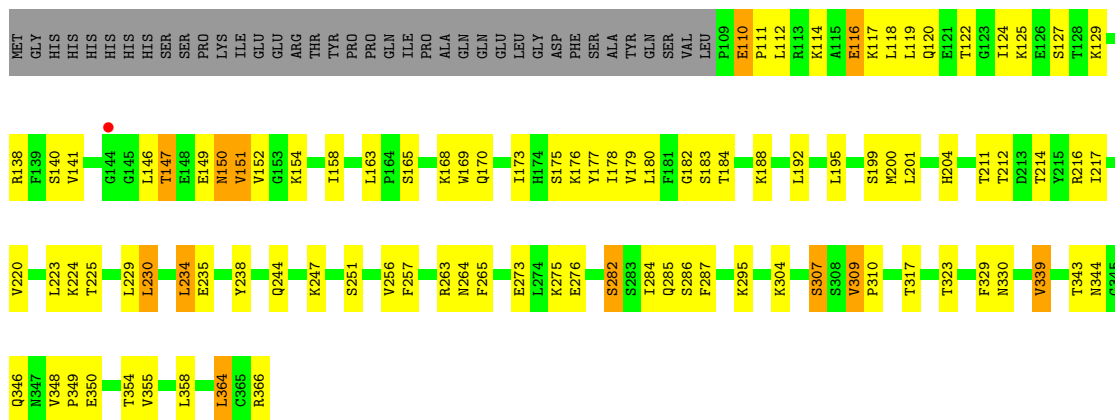 MET GLY HIS HIS HIS HIS HIS HIS SER SER PRO LYS ILE GLU GLU ARG THR TYR PRO PRO GLN ILE PRO ALA GLN GLN GLU LEU GLY ASP PHE SER ALA TYR GLN SER VAL LEU P109 E110 P111 L112 R113 K114 A115 E116 K117 L118 L119 Q120 E121 T122 G123 I124 K125 E126 S127 T128 K129
R138 F139 S140 V141 G144 G145 L146 T147 E148 E149 N150 V151 V152 G153 K154 I158 L163 P164 S165 K168 W169 Q170 I173 H174 S175 K176 Y177 I178 V179 L180 F181 G182 S183 T184 K188 L192 L195 S199 M200 L201 H204 T211 T212 D213 T214 Y215 R216 I217
V220 L223 K224 T225 L229 L230 L234 E235 Y238 Q244 K247 S251 V256 F257 R263 N264 F265 E273 L274 K275 E276 S282 S283 I284 Q285 S286 F287 K295 K304 S307 S308 V309 P310 T317 T323 F329 N330 V339 T343 N344 G345
Q346 N347 V348 P349 E350 T354 V355 L358 L364 C365 R366